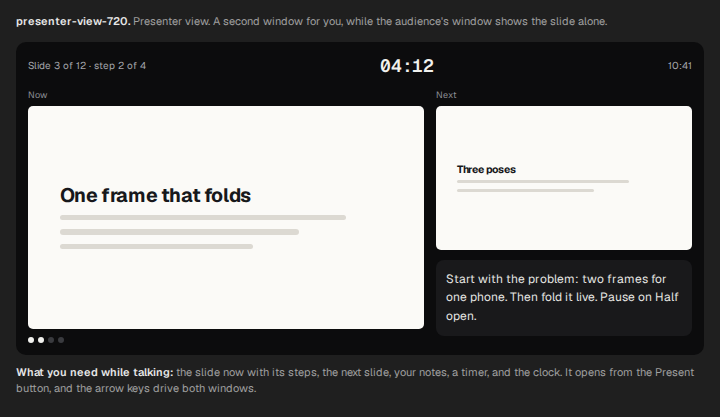 presenter-view-720. Presenter view. A second window for you, while the audience's window shows the slide alone.
Slide 3 of 12 · step 2 of 4
04:12
10:41
Now
Next
One frame that folds
Three poses
Start with the problem: two frames for
one phone. Then fold it live. Pause on Half
open.
What you need while talking: the slide now with its steps, the next slide, your notes, a timer, and the clock. It opens from the Present
button, and the arrow keys drive both windows.